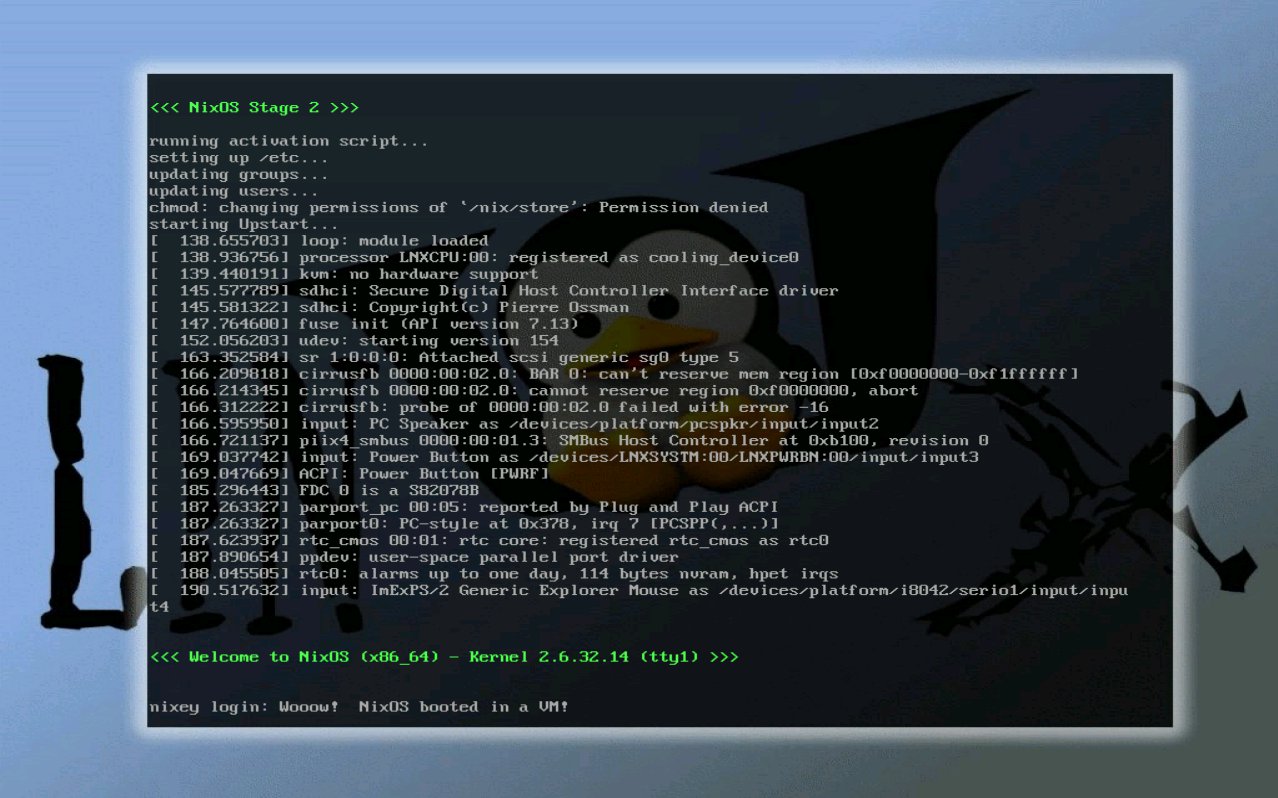 <<< NixOS Stage 2 >>>
running activation script...
setting up /etc...
updating groups...
updating users...
chmod: changing permissions of `/nix/store': Permission denied
starting Upstart...
[  138.655703] loop: module loaded
[  138.936756] processor LNXCPU:00: registered as cooling_device0
[  139.440191] kvm: no hardware support
[  145.577789] sdhci: Secure Digital Host Controller Interface driver
[  145.581322] sdhci: Copyright(c) Pierre Ossman
[  147.764600] fuse init (API version 7.13)
[  152.056203] udev: starting version 154
[  163.352584] sr 1:0:0:0: Attached scsi generic sg0 type 5
[  166.209818] cirrusfb 0000:00:02.0: BAR 0: can't reserve mem region [0xf0000000-0xf1ffffff]
[  166.214345] cirrusfb 0000:00:02.0: cannot reserve region 0xf0000000, abort
[  166.312222] cirrusfb: probe of 0000:00:02.0 failed with error -16
[  166.595950] input: PC Speaker as /devices/platform/pcspkr/input/input2
[  166.721137] piix4_smbus 0000:00:01.3: SMBus Host Controller at 0xb100, revision 0
[  169.037742] input: Power Button as /devices/LNXSYSTM:00/LNXPWRBN:00/input/input3
[  169.047669] ACPI: Power Button [PWRF]
[  185.296443] FDC 0 is a S82078B
[  187.263327] parport_pc 00:05: reported by Plug and Play ACPI
[  187.263327] parport0: PC-style at 0x378, irq 7 [PCSPP(,...)]
[  187.623937] rtc_cmos 00:01: rtc core: registered rtc_cmos as rtc0
[  187.890654] ppdev: user-space parallel port driver
[  188.045505] rtc0: alarms up to one day, 114 bytes nvram, hpet irqs
[  190.517632] input: ImExPS/2 Generic Explorer Mouse as /devices/platform/i8042/serio1/input/inpu
t4
<<< Welcome to NixOS (x86_64) - Kernel 2.6.32.14 (tty1) >>>
nixey login: Wooow!  NixOS booted in a VM!